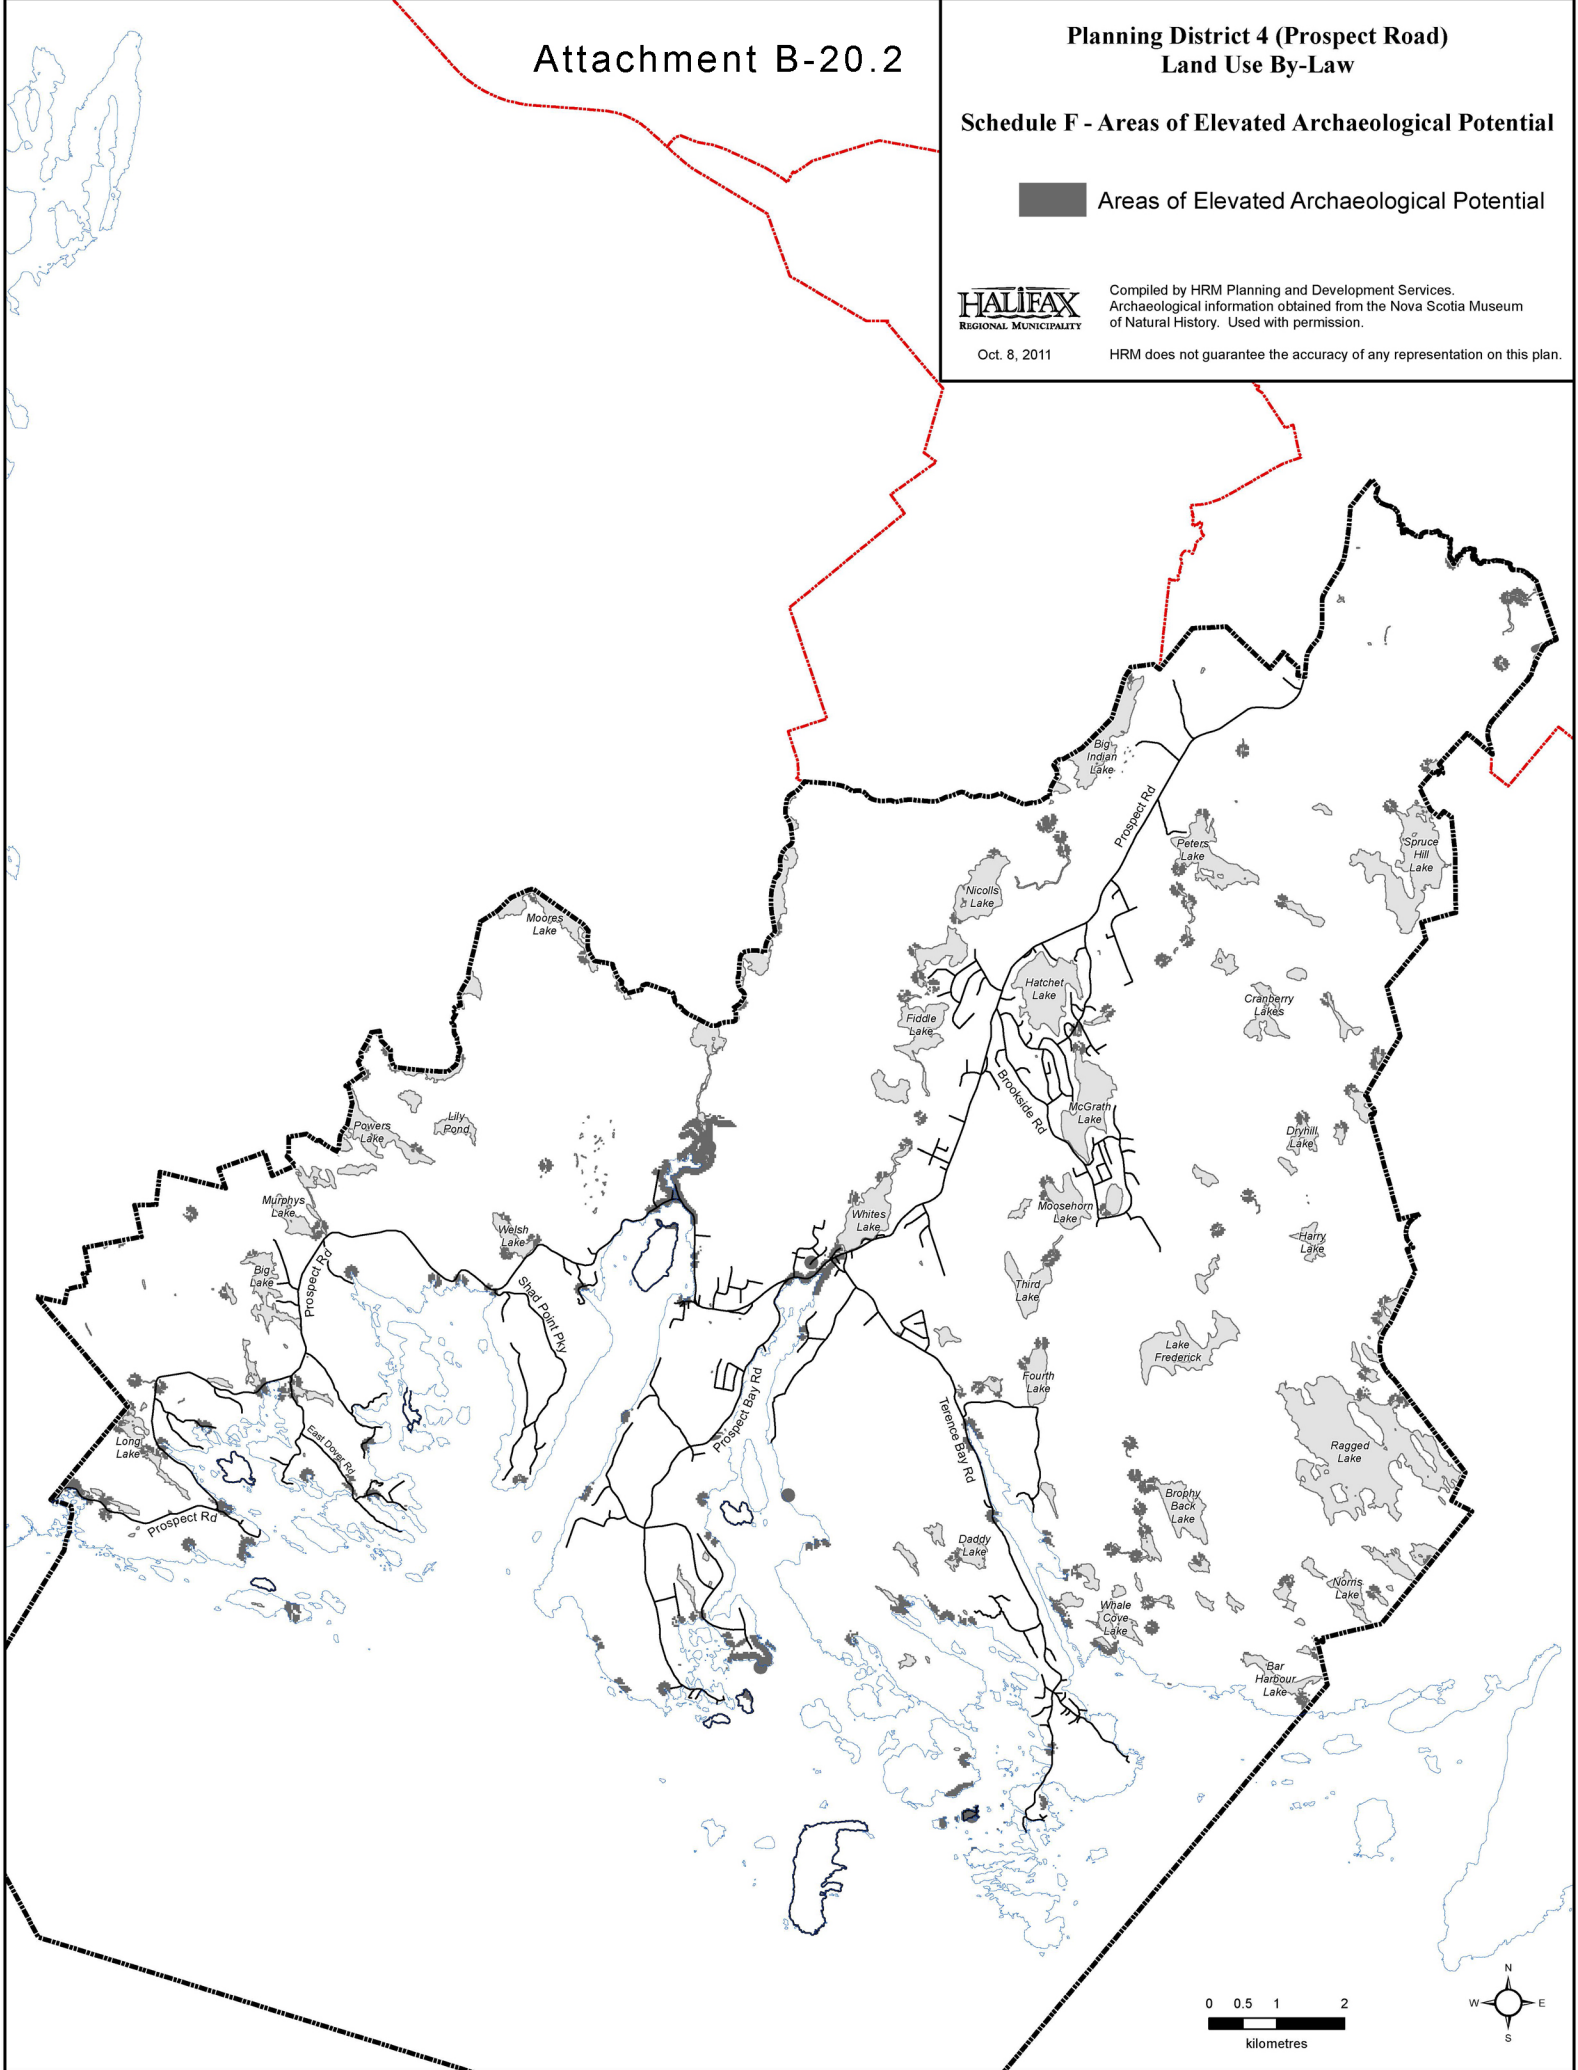 Attachment B-20.2
Planning District 4 (Prospect Road)
Land Use By-Law
Schedule F - Areas of Elevated Archaeological Potential
Areas of Elevated Archaeological Potential
HALIFAX
REGIONAL MUNICIPALITY
Compiled by HRM Planning and Development Services.
Archaeological information obtained from the Nova Scotia Museum
of Natural History. Used with permission.
Oct. 8, 2011
HRM does not guarantee the accuracy of any representation on this plan.
Big
Indian
Lake
Prospect Rd
Peters
Lake
Spruce
Hill
Lake
Nicolls
Lake
Moores
Lake
Hatchet
Lake
Cranberry
Lakes
Fiddle
Lake
Brookside Rd
McGrath
Lake
Powers
Lake
Lily
Pond
Dryhill
Lake
Murphys
Lake
Welsh
Lake
Whites
Lake
Moosehorn
Lake
Harry
Lake
Big
Lake
Prospect Rd
Shad Point Pky
Third
Lake
Lake
Frederick
Fourth
Lake
Prospect Bay Rd
Terence Bay Rd
Long
Lake
East Dover Rd
Ragged
Lake
Prospect Rd
Brophy
Back
Lake
Daddy
Lake
Norris
Lake
Whale
Cove
Lake
Bar
Harbour
Lake
N
W
E
S
0 0.5 1 2
kilometres